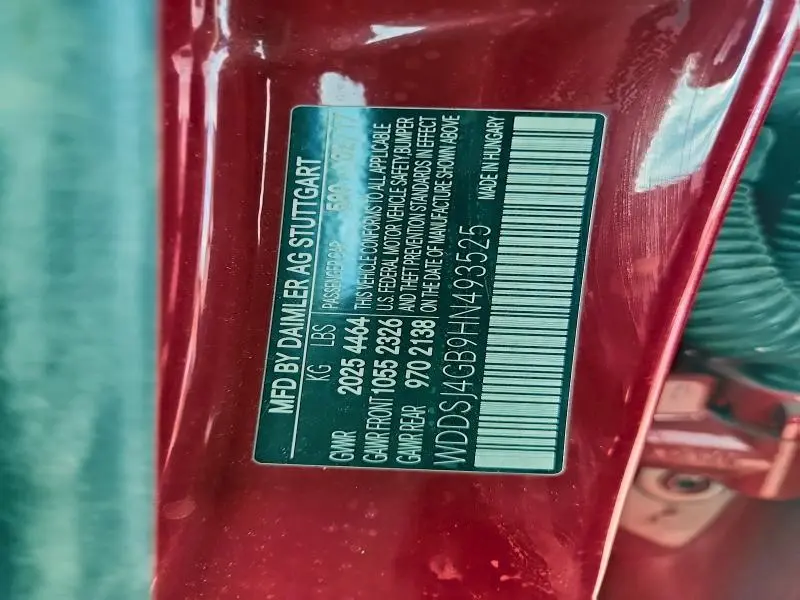 MFD BY DAIMLER AG STUTTGART
KG LBS PASSENGER CAR
GVWR 2025 4464 THIS VEHICLE CONFORMS TO ALL APPLICABLE
GAWR FRONT 1055 2326 U.S. FEDERAL MOTOR VEHICLE SAFETY,BUMPER
GAWR REAR 970 2138 AND THEFT PREVENTION STANDARDS IN EFFECT
ON THE DATE OF MANUFACTURE SHOWN ABOVE
WDDSJ4GB9HN493525 MADE IN HUNGARY